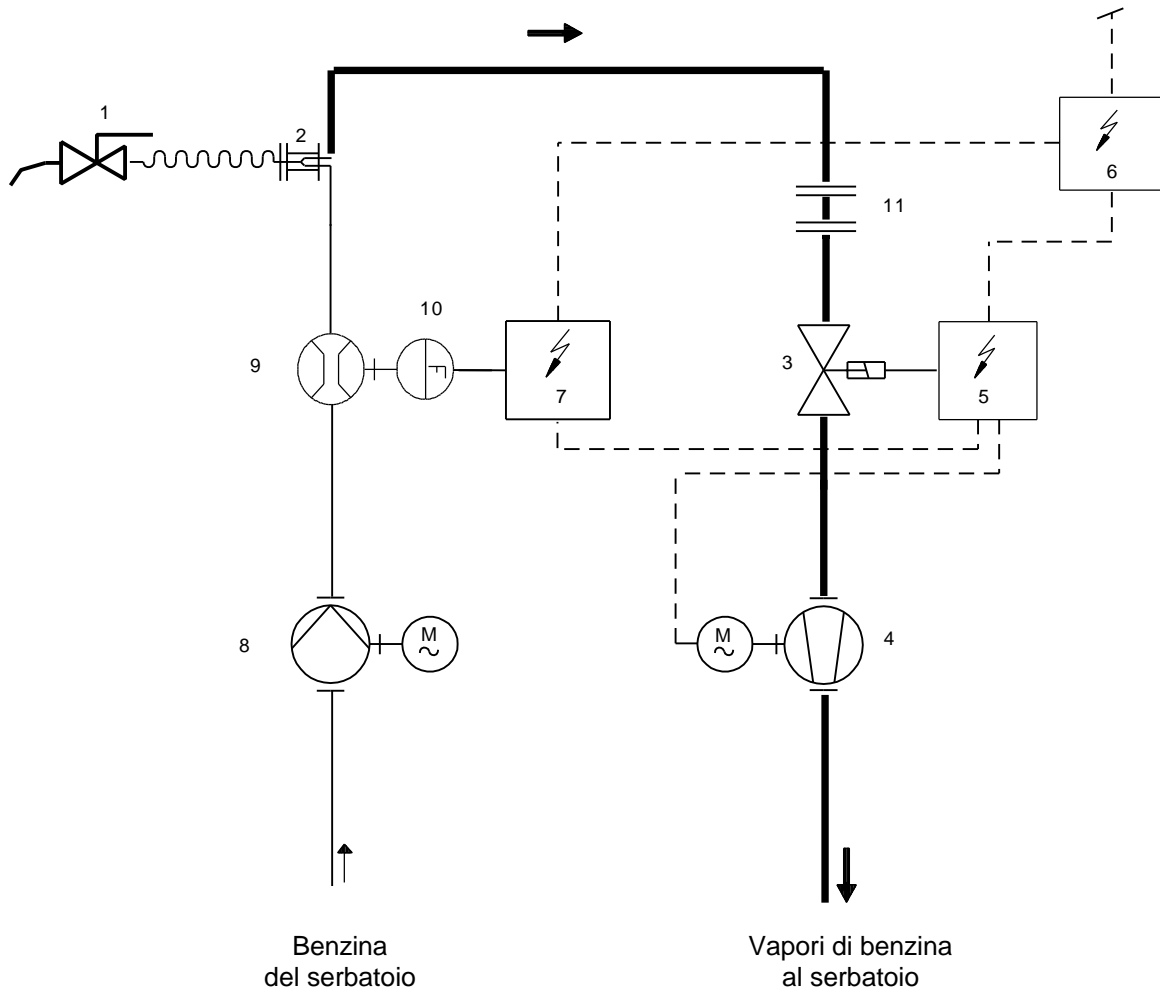 1
2
6
11
10
9
3
7
5
F
8
M
~
M
~
4
Benzina
del serbatoio
Vapori di benzina
al serbatoio